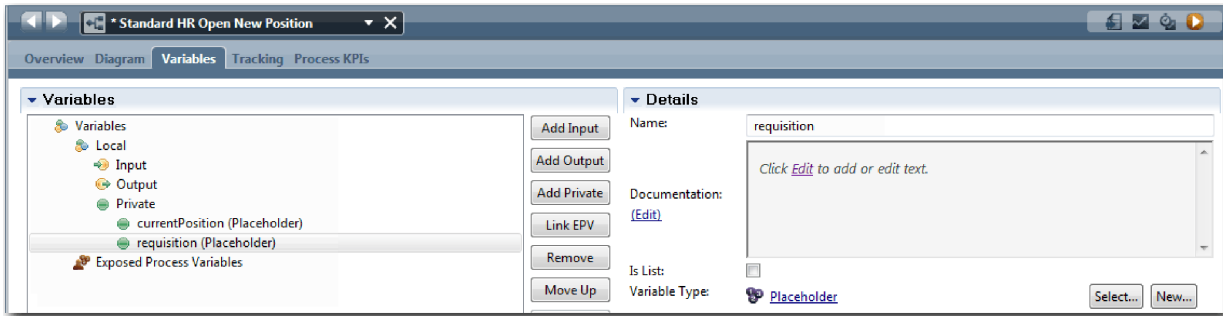 * Standard HR Open New Position
Overview Diagram Variables Tracking Process KPIs
Variables
Variables
Local
Input
Output
Private
currentPosition (Placeholder)
requisition (Placeholder)
Exposed Process Variables
Add Input
Add Output
Add Private
Link EPV
Remove
Move Up
Details
Name: requisition
Click Edit to add or edit text.
Documentation:
(Edit)
Is List:
Variable Type: Placeholder Select... New...